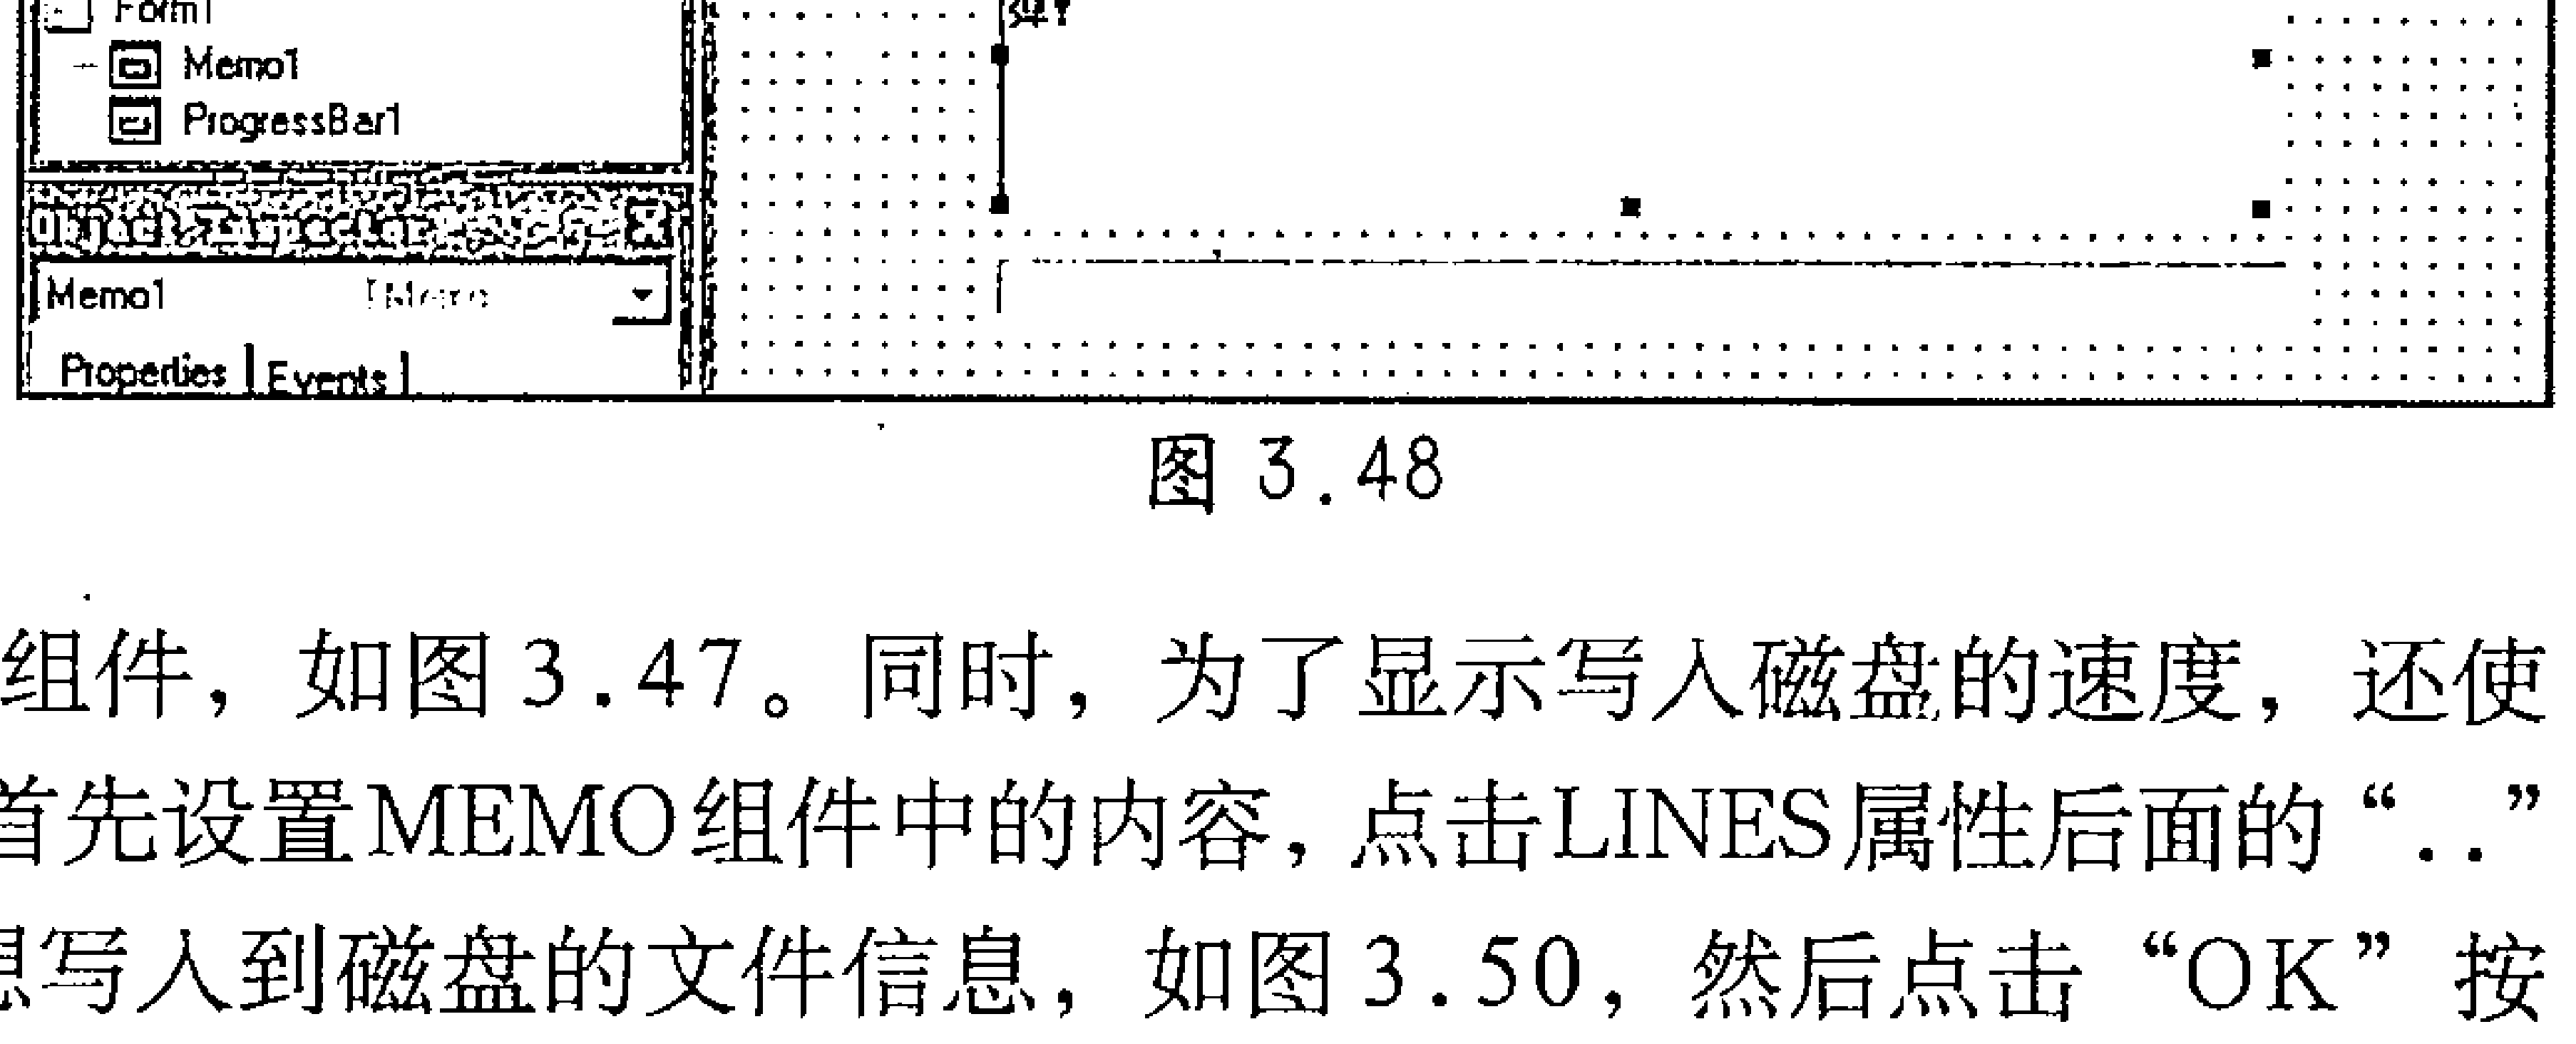 Form1
Memo1
ProgressBar1
Object Inspector
Memo1 TMemo
Properties Events
图 3.48
组件，如图3.47。同时，为了显示写入磁盘的速度，还使
首先设置MEMO组件中的内容，点击LINES属性后面的“..”
想写入到磁盘的文件信息，如图3.50，然后点击“OK”按